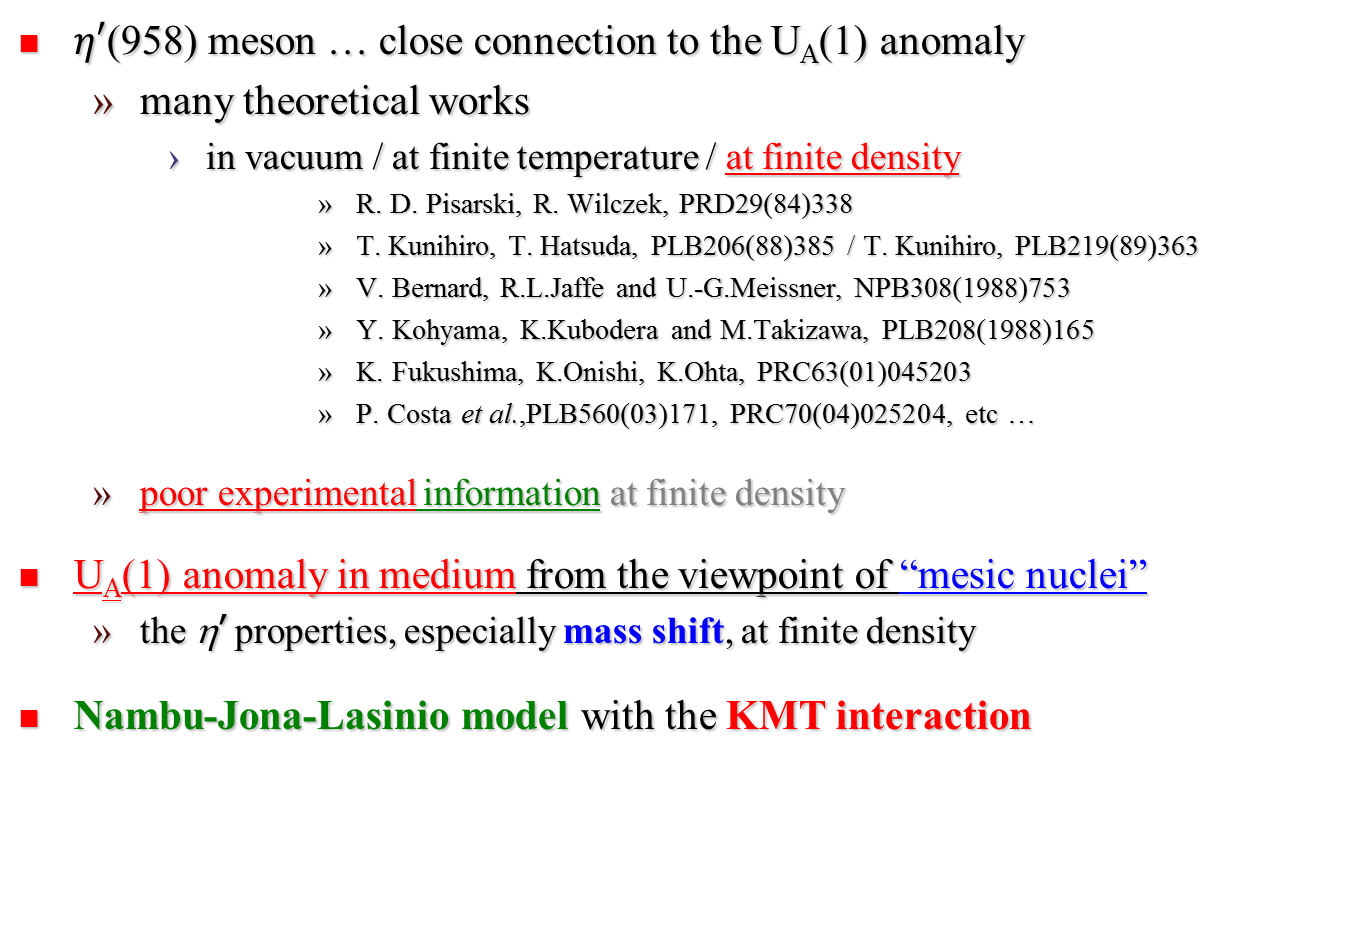 ■ η′(958) meson … close connection to the U_A(1) anomaly
» many theoretical works
› in vacuum / at finite temperature / at finite density
» R. D. Pisarski, R. Wilczek, PRD29(84)338
» T. Kunihiro, T. Hatsuda, PLB206(88)385 / T. Kunihiro, PLB219(89)363
» V. Bernard, R.L.Jaffe and U.-G.Meissner, NPB308(1988)753
» Y. Kohyama, K.Kubodera and M.Takizawa, PLB208(1988)165
» K. Fukushima, K.Onishi, K.Ohta, PRC63(01)045203
» P. Costa et al.,PLB560(03)171, PRC70(04)025204, etc …
» poor experimental information at finite density
■ U_A(1) anomaly in medium from the viewpoint of “mesic nuclei”
» the η′ properties, especially mass shift, at finite density
■ Nambu-Jona-Lasinio model with the KMT interaction